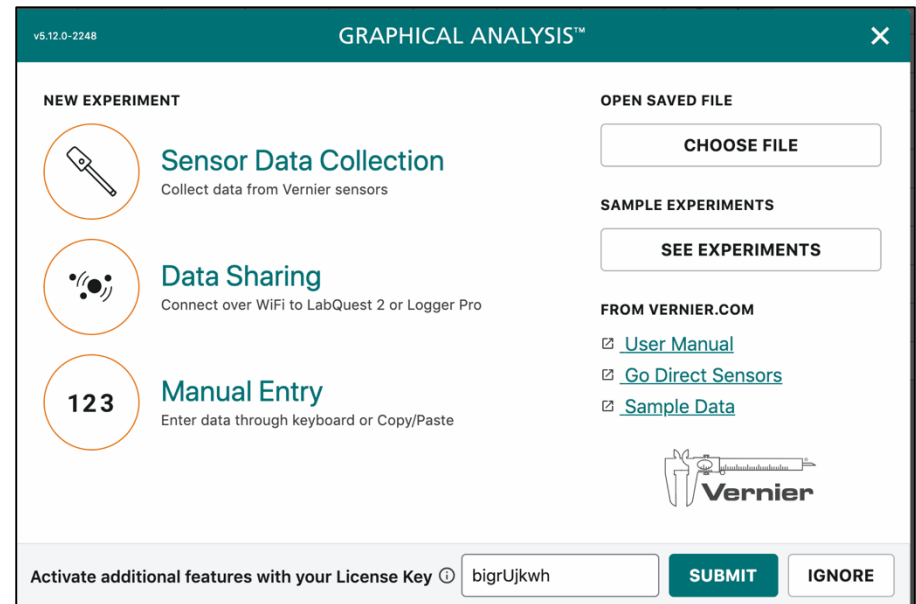 v5.12.0-2248
GRAPHICAL ANALYSIS™
NEW EXPERIMENT
Sensor Data Collection
Collect data from Vernier sensors
Data Sharing
Connect over WiFi to LabQuest 2 or Logger Pro
123
Manual Entry
Enter data through keyboard or Copy/Paste
OPEN SAVED FILE
CHOOSE FILE
SAMPLE EXPERIMENTS
SEE EXPERIMENTS
FROM VERNIER.COM
User Manual
Go Direct Sensors
Sample Data
Vernier
Activate additional features with your License Key bigrUjkwh SUBMIT IGNORE